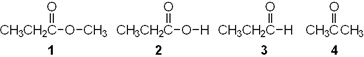 O O O O
CH₃CH₂C–O–CH₃ CH₃CH₂C–O–H CH₃CH₂C–H CH₃CCH₃
1 2 3 4